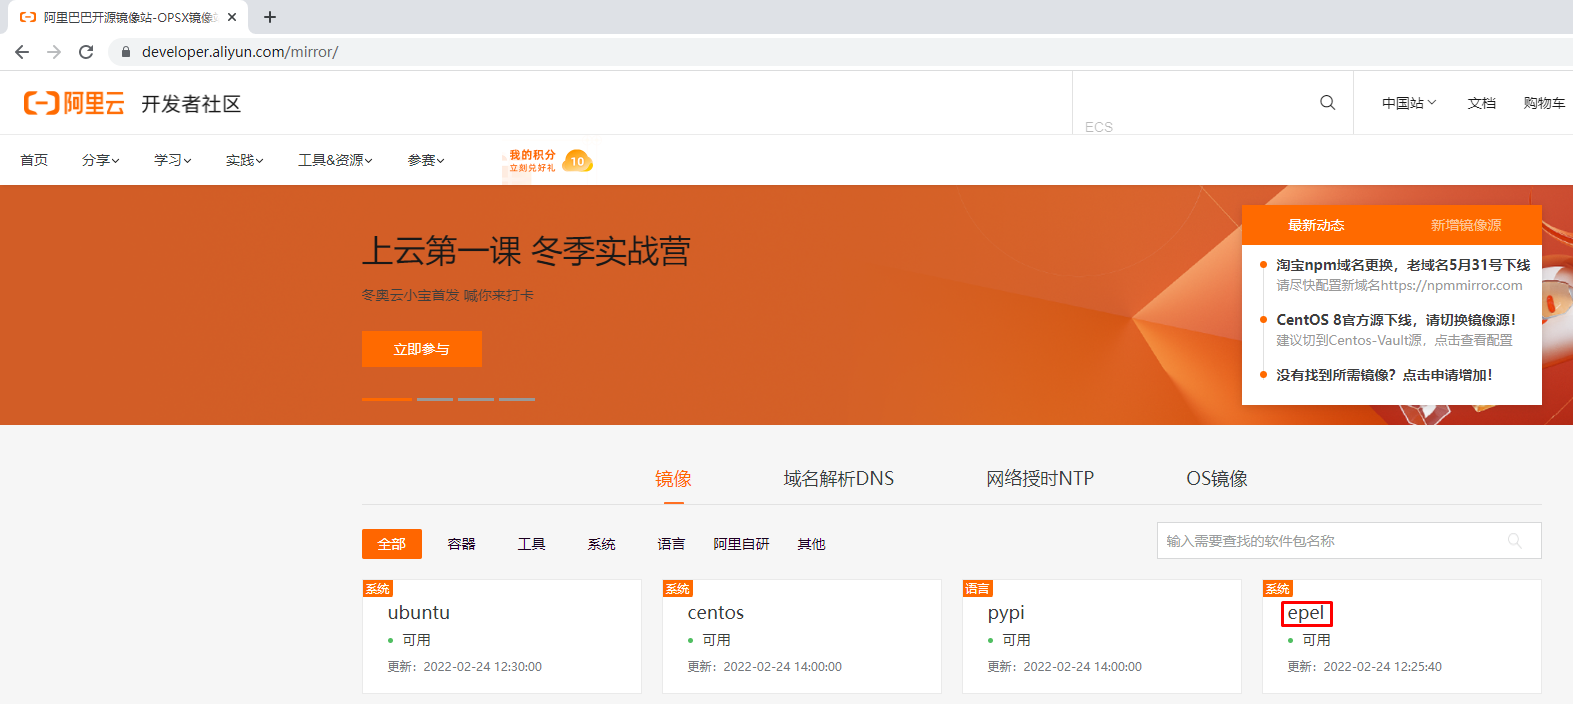 阿里巴巴开源镜像站-OPSX镜像
developer.aliyun.com/mirror/
阿里云 开发者社区
ECS
中国站 文档 购物车
首页 分享 学习 实践 工具&资源 参赛
我的积分
立刻兑好礼
10
上云第一课 冬季实战营
冬奥云小宝首发 喊你来打卡
立即参与
最新动态 新增镜像源
淘宝npm域名更换，老域名5月31号下线
请尽快配置新域名https://npmmirror.com
CentOS 8官方源下线，请切换镜像源！
建议切到Centos-Vault源，点击查看配置
没有找到所需镜像？点击申请增加！
镜像 域名解析DNS 网络授时NTP OS镜像
全部 容器 工具 系统 语言 阿里自研 其他
输入需要查找的软件包名称
系统
ubuntu
可用
更新：2022-02-24 12:30:00
系统
centos
可用
更新：2022-02-24 14:00:00
语言
pypi
可用
更新：2022-02-24 14:00:00
系统
epel
可用
更新：2022-02-24 12:25:40